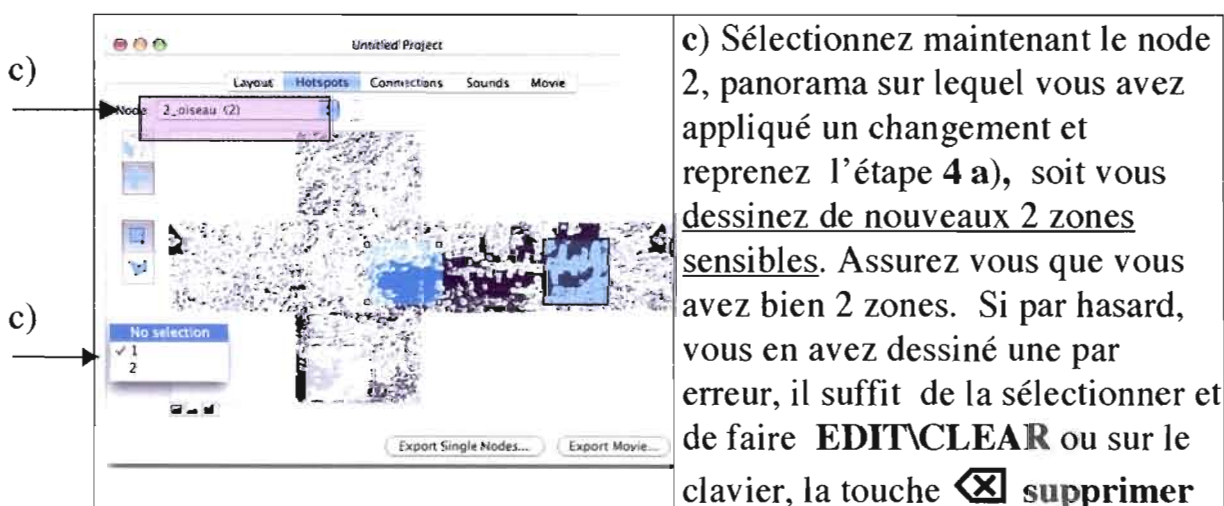 c)
c)
Untitled Project
Layout Hotspots Connections Sounds Movie
Node 2_oiseau (2)
No selection
✓ 1
2
Export Single Nodes... Export Movie...
c) Sélectionnez maintenant le node
2, panorama sur lequel vous avez
appliqué un changement et
reprenez l'étape 4 a), soit vous
dessinez de nouveaux 2 zones
sensibles. Assurez vous que vous
avez bien 2 zones. Si par hasard,
vous en avez dessiné une par
erreur, il suffit de la sélectionner et
de faire EDIT\CLEAR ou sur le
clavier, la touche ⌫ supprimer